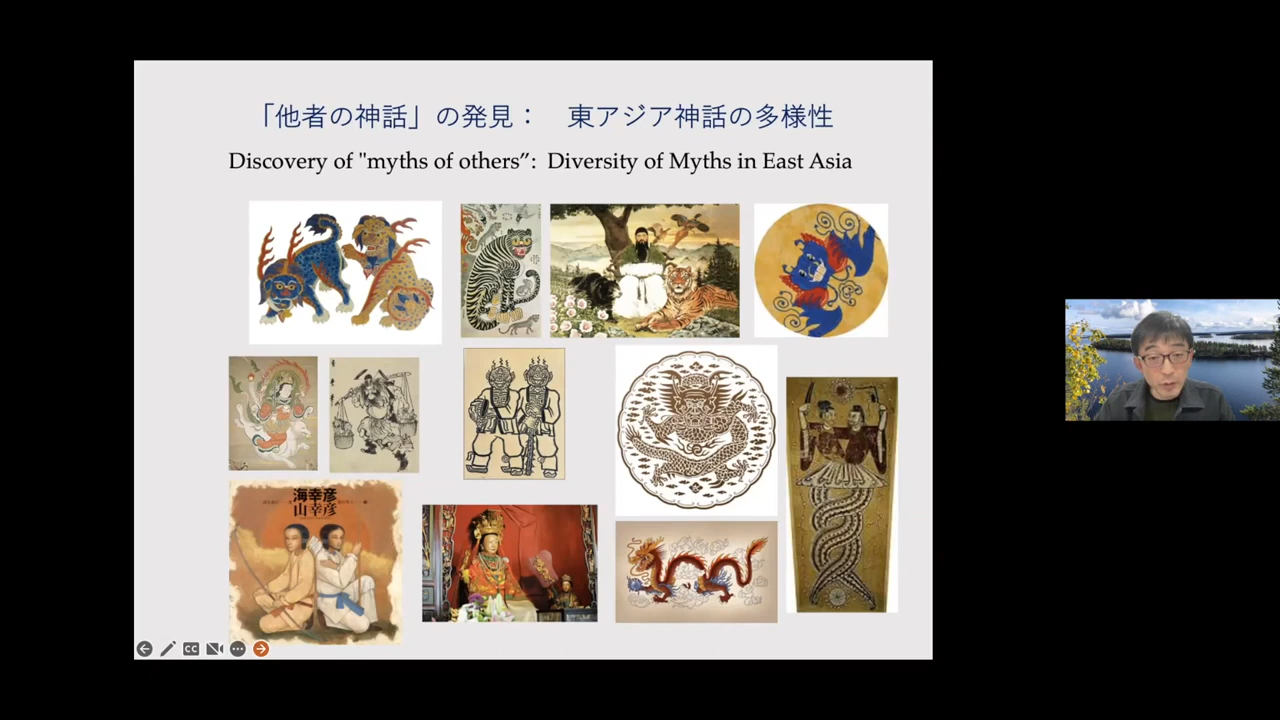 「他者の神話」の発見： 東アジア神話の多様性
Discovery of "myths of others”: Diversity of Myths in East Asia
海幸彦
山幸彦
CC